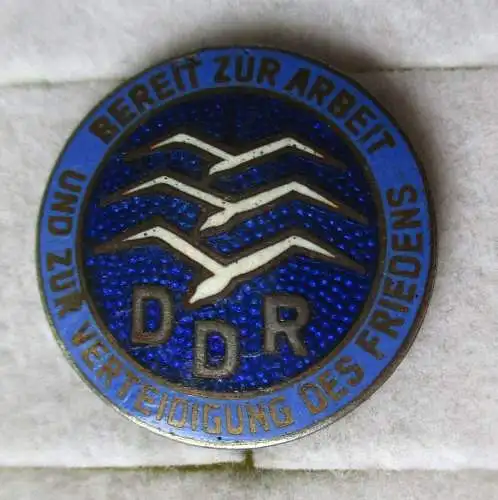 BEREIT ZUR ARBEIT
UND ZUR VERTEIDIGUNG DES FRIEDENS
DDR